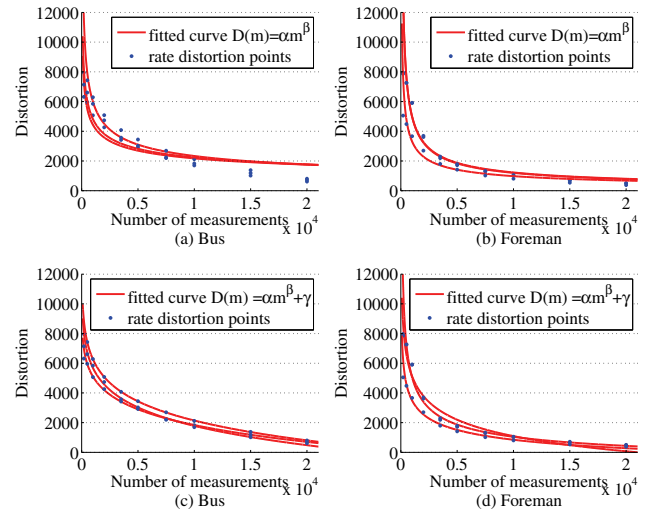 12000
10000
8000
6000
4000
2000
0
Distortion
fitted curve D(m)=αm^β
rate distortion points
0 0.5 1 1.5 2
Number of measurements
x 10^4
(a) Bus
12000
10000
8000
6000
4000
2000
0
Distortion
fitted curve D(m)=αm^β
rate distortion points
0 0.5 1 1.5 2
Number of measurements
x 10^4
(b) Foreman
12000
10000
8000
6000
4000
2000
0
Distortion
fitted curve D(m) =αm^β+γ
rate distortion points
0 0.5 1 1.5 2
Number of measurements
x 10^4
(c) Bus
12000
10000
8000
6000
4000
2000
0
Distortion
fitted curve D(m) =αm^β+γ
rate distortion points
0 0.5 1 1.5 2
Number of measurements
x 10^4
(d) Foreman